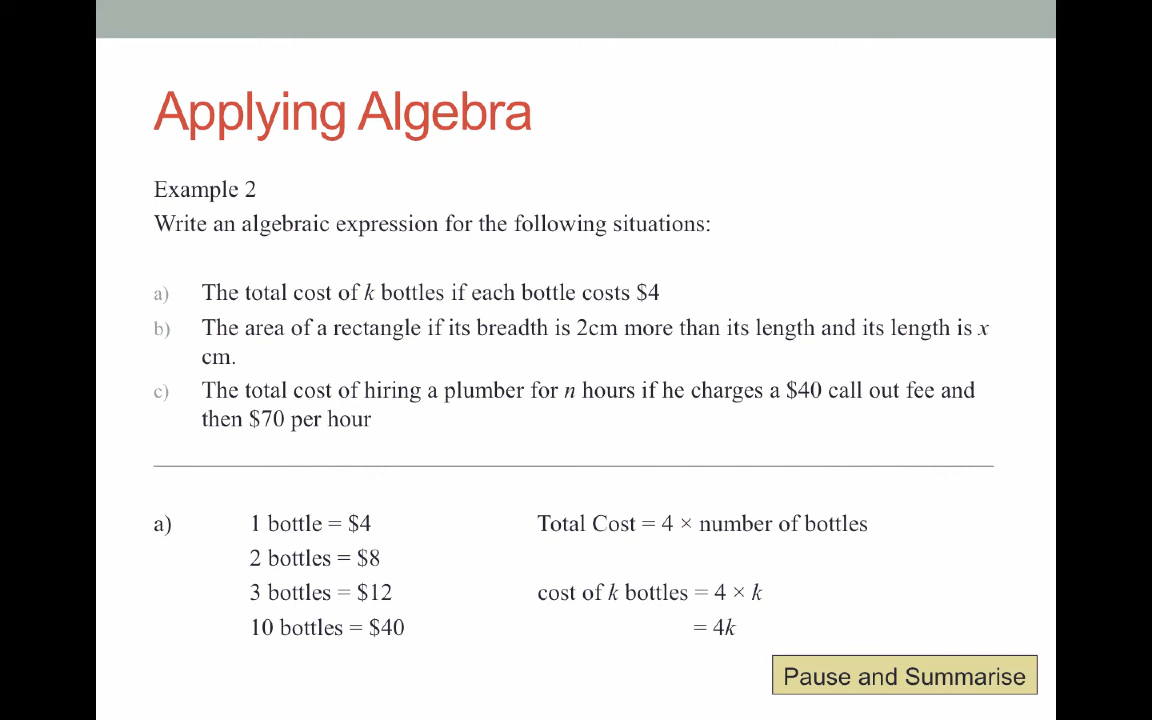 Applying Algebra
Example 2
Write an algebraic expression for the following situations:
a) The total cost of k bottles if each bottle costs $4
b) The area of a rectangle if its breadth is 2cm more than its length and its length is x
cm.
c) The total cost of hiring a plumber for n hours if he charges a $40 call out fee and
then $70 per hour
a) 1 bottle = $4 Total Cost = 4 × number of bottles
2 bottles = $8
3 bottles = $12 cost of k bottles = 4 × k
10 bottles = $40 = 4k
Pause and Summarise